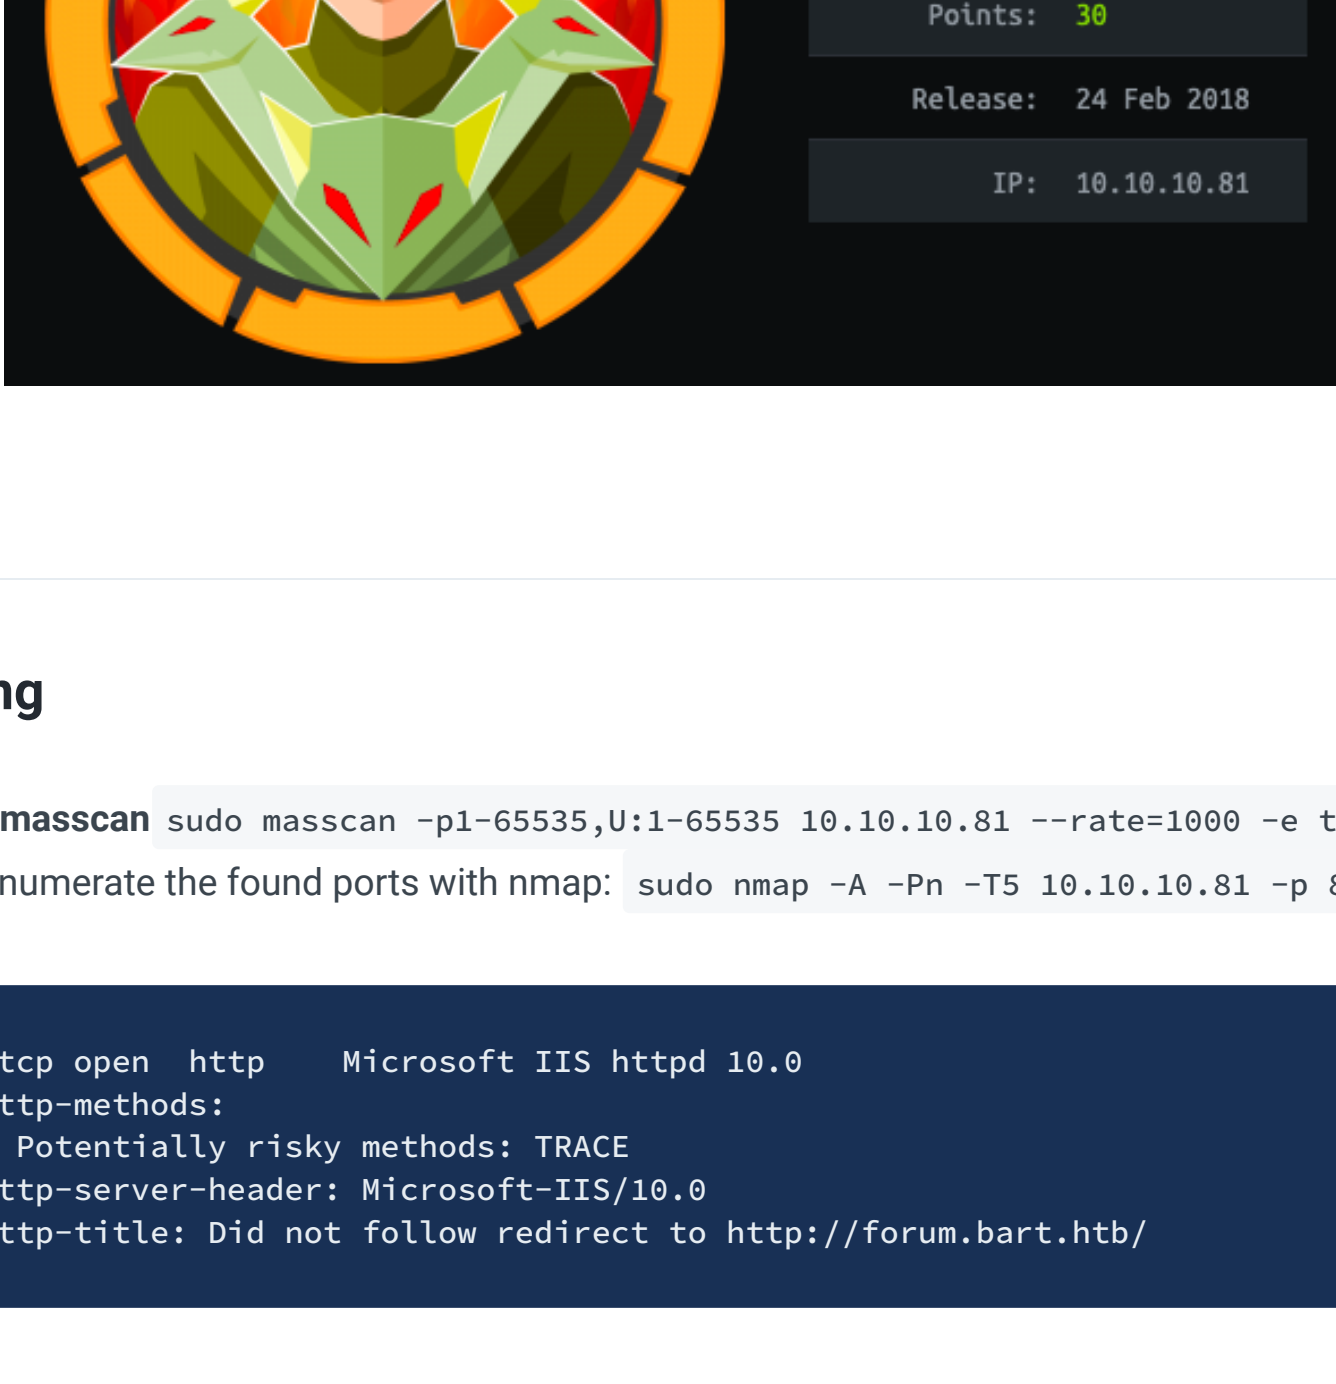 Points: 30
Release: 24 Feb 2018
IP: 10.10.10.81
ng
masscan sudo masscan -p1-65535,U:1-65535 10.10.10.81 --rate=1000 -e t
numerate the found ports with nmap: sudo nmap -A -Pn -T5 10.10.10.81 -p 8
tcp open  http    Microsoft IIS httpd 10.0
ttp-methods:
Potentially risky methods: TRACE
ttp-server-header: Microsoft-IIS/10.0
ttp-title: Did not follow redirect to http://forum.bart.htb/